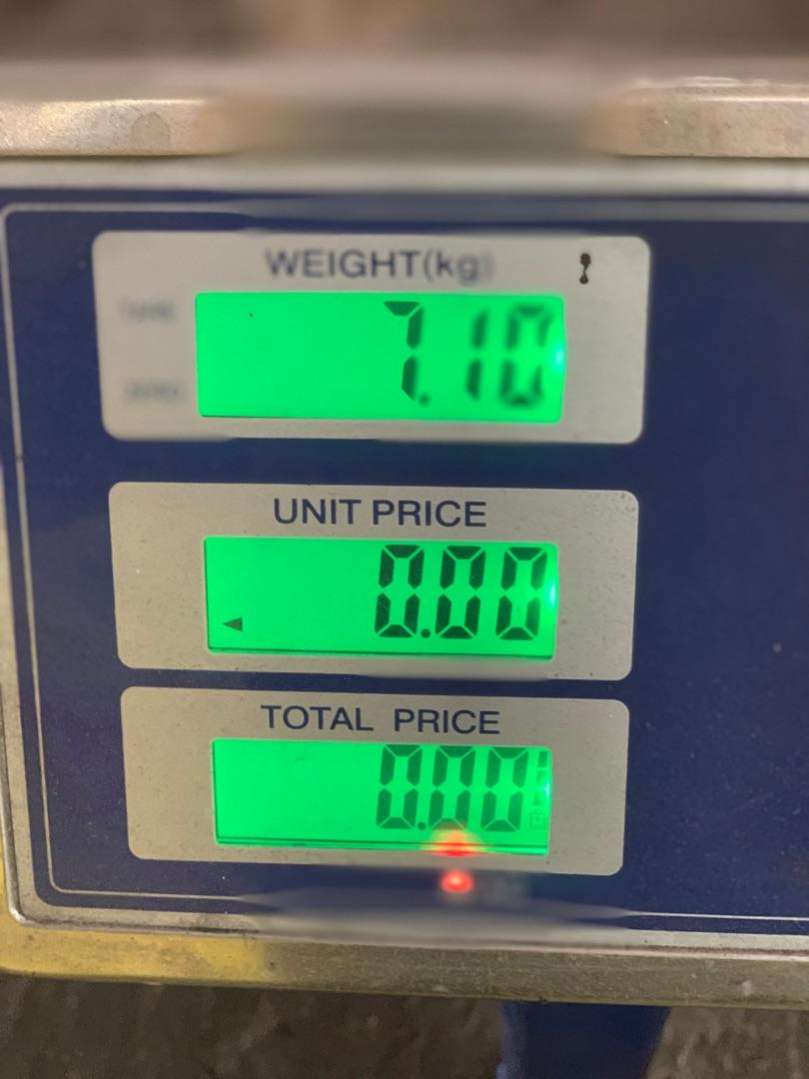 WEIGHT(kg)
7.10
UNIT PRICE
0.00
TOTAL PRICE
0.00